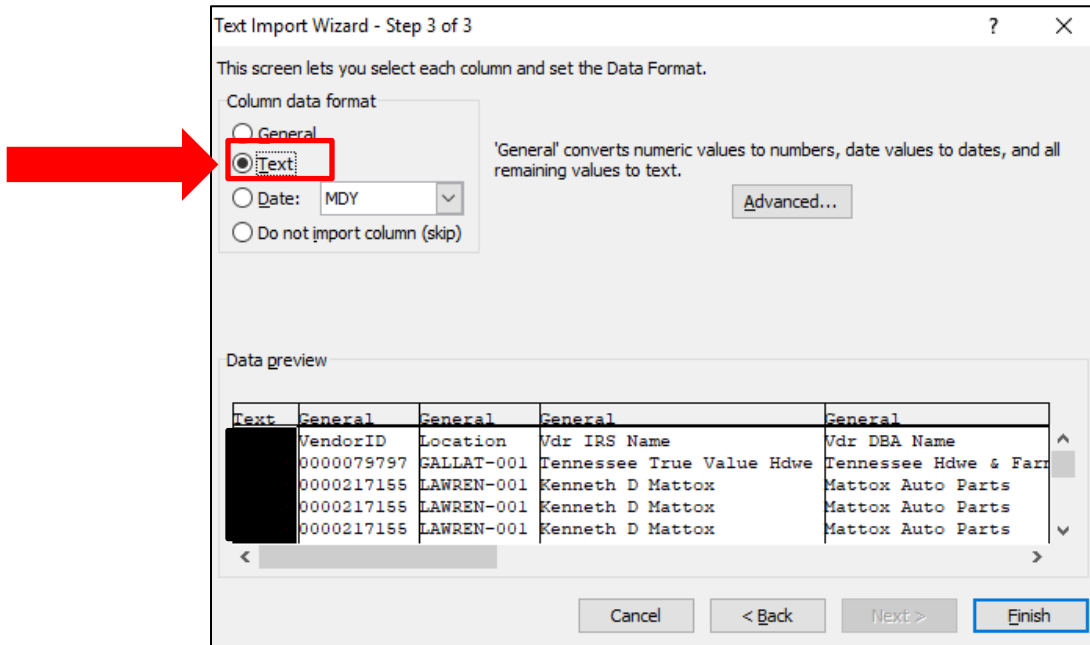 Text Import Wizard - Step 3 of 3 ?
This screen lets you select each column and set the Data Format.
Column data format
General
Text
Date: MDY
Do not import column (skip)
'General' converts numeric values to numbers, date values to dates, and all
remaining values to text.
Advanced...
Data preview
Text General General General General
VendorID Location Vdr IRS Name Vdr DBA Name
0000079797 GALLAT-001 Tennessee True Value Hdwe Tennessee Hdwe & Farr
0000217155 LAWREN-001 Kenneth D Mattox Mattox Auto Parts
0000217155 LAWREN-001 Kenneth D Mattox Mattox Auto Parts
0000217155 LAWREN-001 Kenneth D Mattox Mattox Auto Parts
Cancel < Back Next > Finish